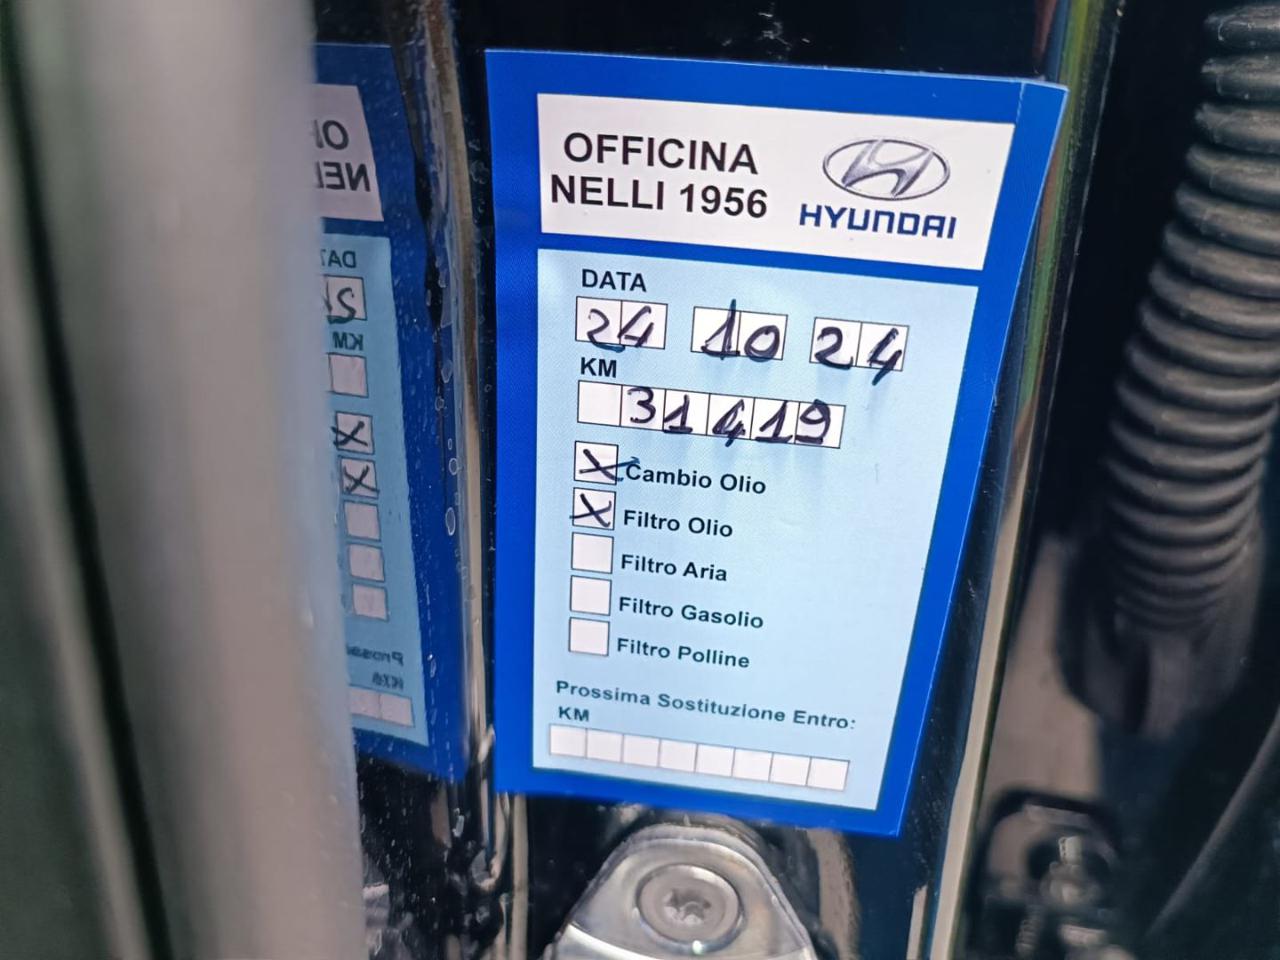 OFFICINA
NELLI 1956
HYUNDAI
DATA
24 10 24
KM
31419
Cambio Olio
Filtro Olio
Filtro Aria
Filtro Gasolio
Filtro Polline
Prossima Sostituzione Entro:
KM